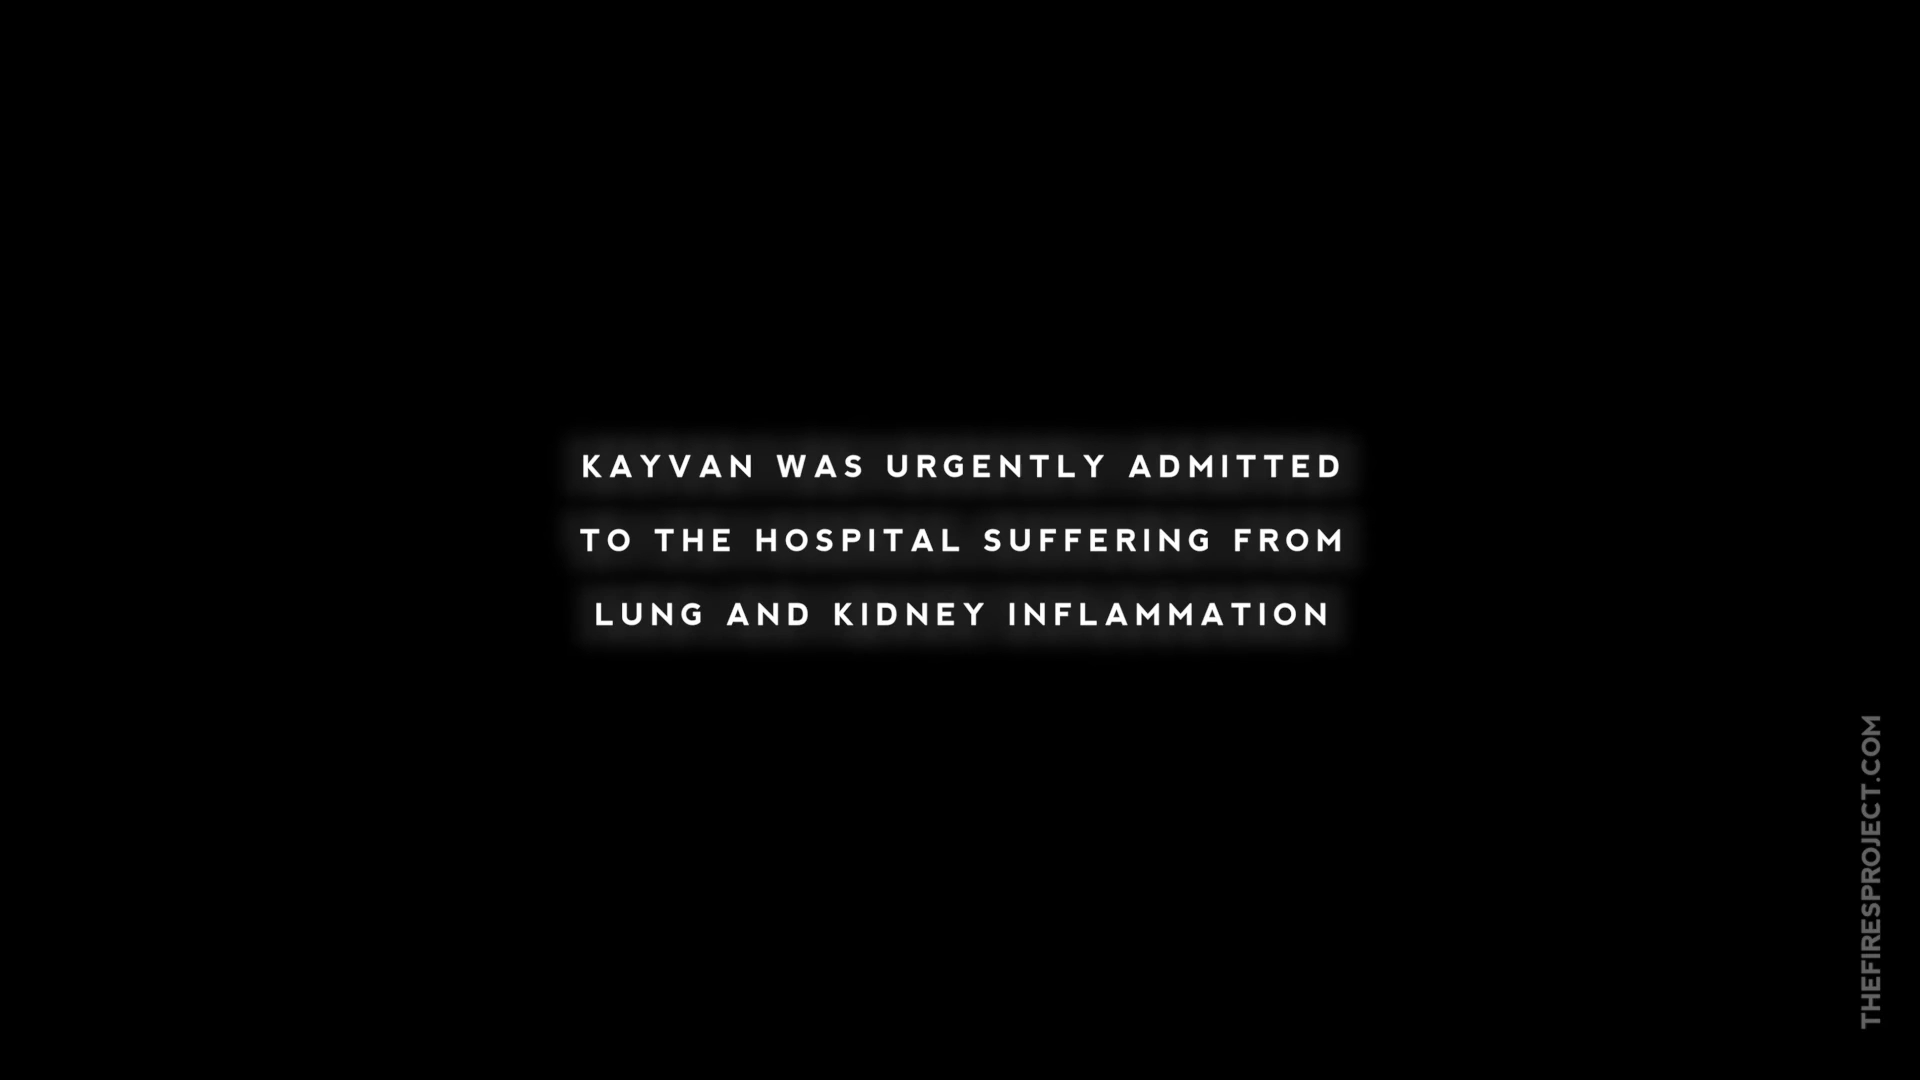 KAYVAN WAS URGENTLY ADMITTED
TO THE HOSPITAL SUFFERING FROM
LUNG AND KIDNEY INFLAMMATION
THEFIRESPROJECT.COM